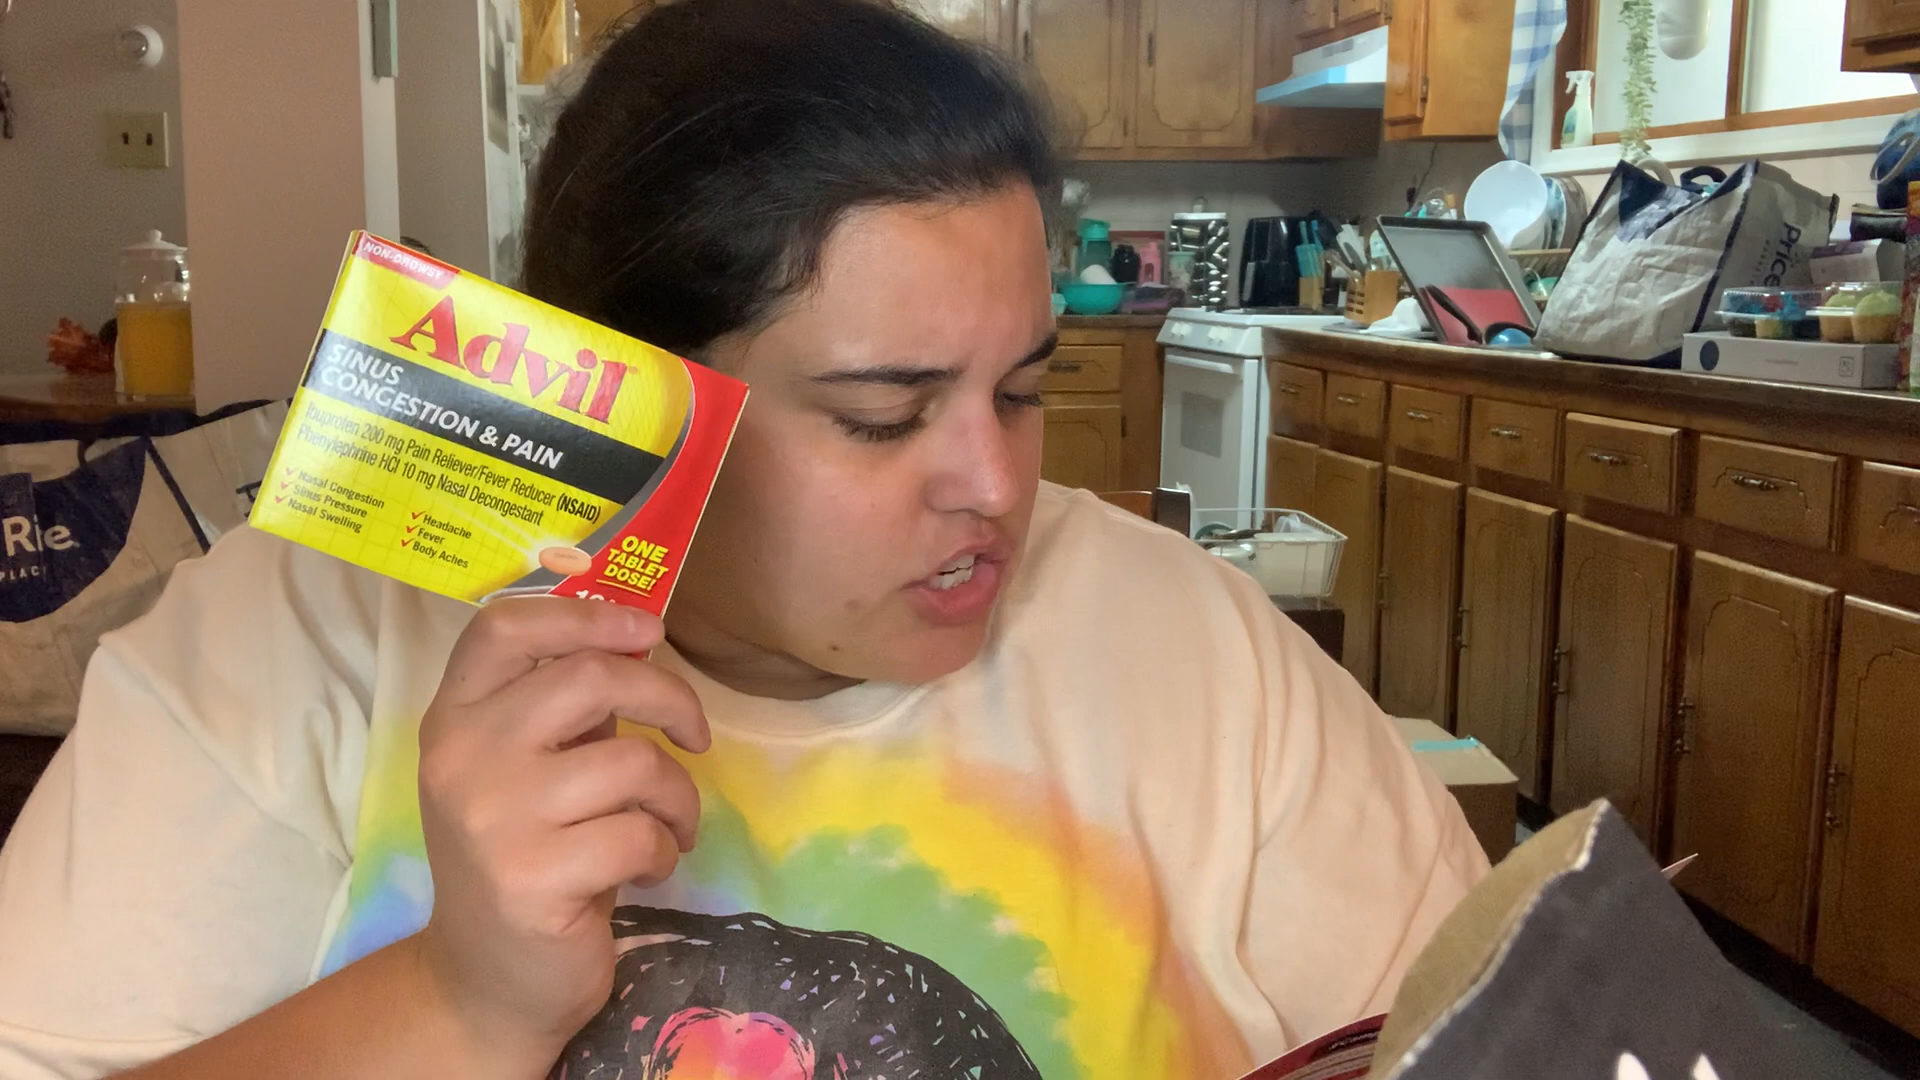 NON-DROWSY
Advil
SINUS
CONGESTION & PAIN
Ibuprofen 200 mg Pain Reliever/Fever Reducer (NSAID)
Phenylephrine HCl 10 mg Nasal Decongestant
Nasal Congestion
Sinus Pressure
Nasal Swelling
Headache
Fever
Body Aches
ONE
TABLET
DOSE!
price